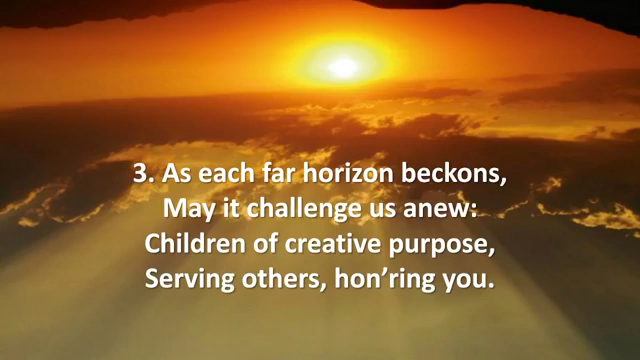 3. As each far horizon beckons,
May it challenge us anew:
Children of creative purpose,
Serving others, hon’ring you.